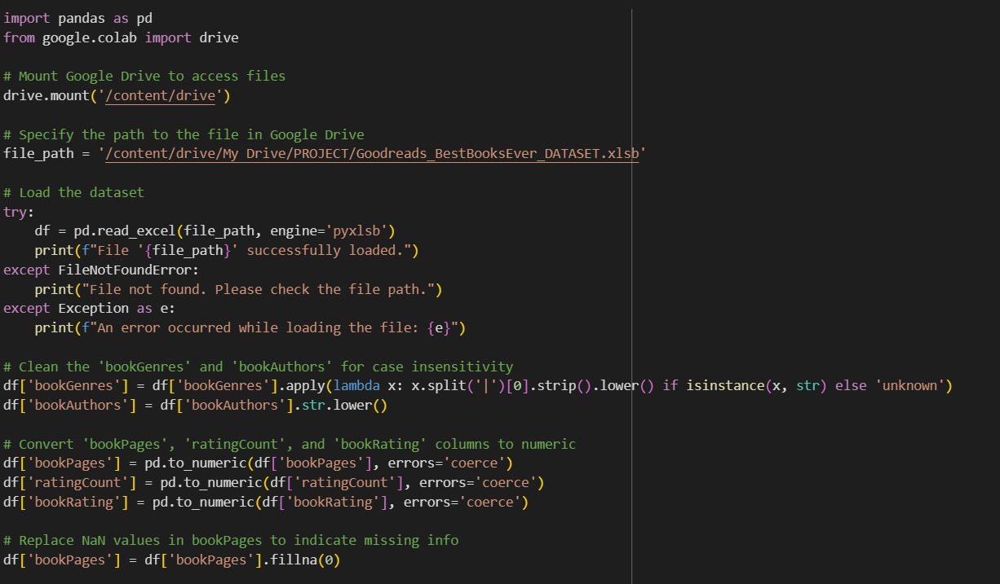 import pandas as pd
from google.colab import drive
# Mount Google Drive to access files
drive.mount('/content/drive')
# Specify the path to the file in Google Drive
file_path = '/content/drive/My Drive/PROJECT/Goodreads_BestBooksEver_DATASET.xlsb'
# Load the dataset
try:
    df = pd.read_excel(file_path, engine='pyxlsb')
    print(f"File '{file_path}' successfully loaded.")
except FileNotFoundError:
    print("File not found. Please check the file path.")
except Exception as e:
    print(f"An error occurred while loading the file: {e}")
# Clean the 'bookGenres' and 'bookAuthors' for case insensitivity
df['bookGenres'] = df['bookGenres'].apply(lambda x: x.split('|')[0].strip().lower() if isinstance(x, str) else 'unknown')
df['bookAuthors'] = df['bookAuthors'].str.lower()
# Convert 'bookPages', 'ratingCount', and 'bookRating' columns to numeric
df['bookPages'] = pd.to_numeric(df['bookPages'], errors='coerce')
df['ratingCount'] = pd.to_numeric(df['ratingCount'], errors='coerce')
df['bookRating'] = pd.to_numeric(df['bookRating'], errors='coerce')
# Replace NaN values in bookPages to indicate missing info
df['bookPages'] = df['bookPages'].fillna(0)